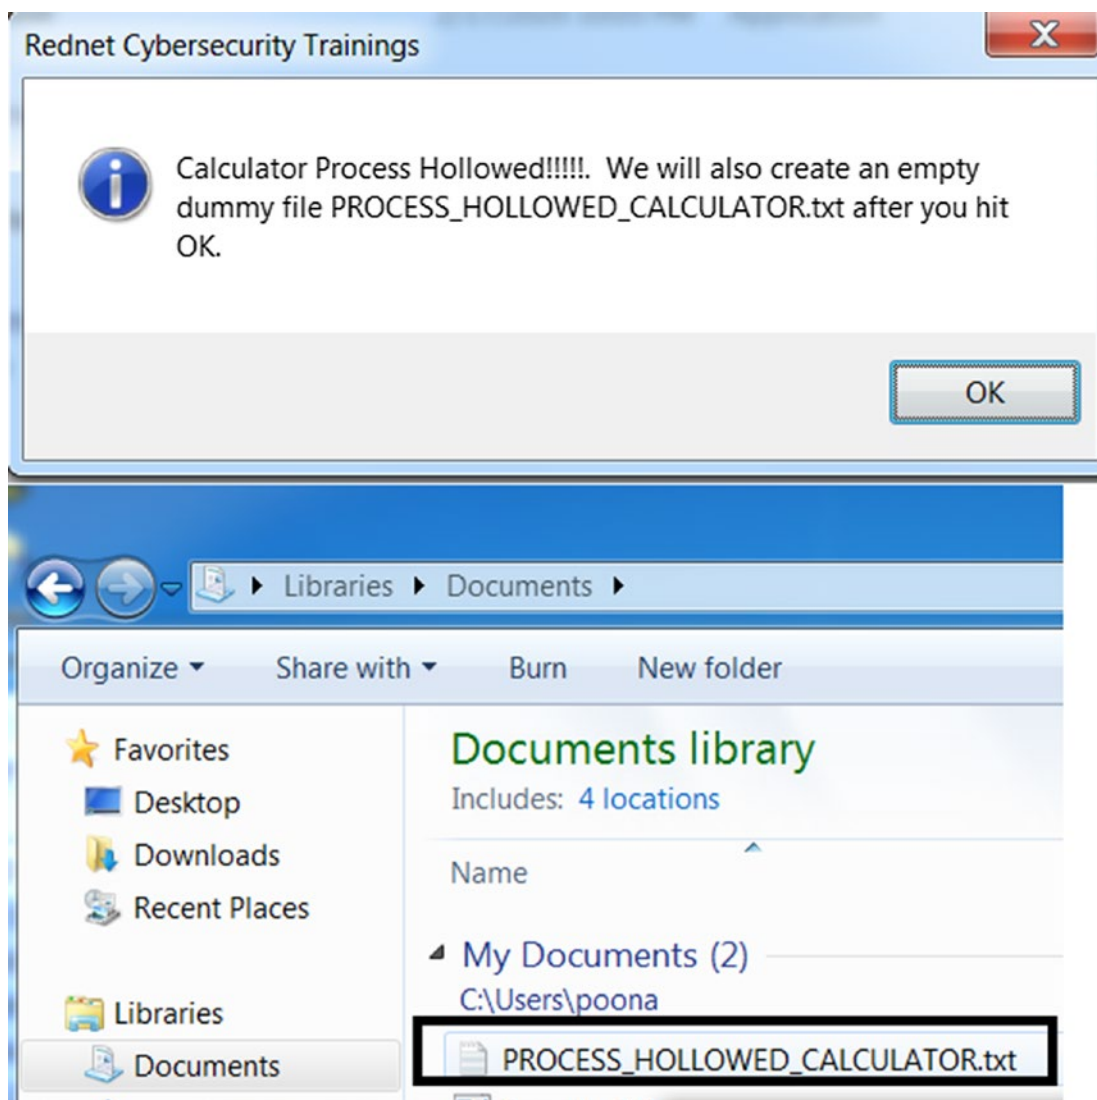 Rednet Cybersecurity Trainings
Calculator Process Hollowed!!!!!.  We will also create an empty
dummy file PROCESS_HOLLOWED_CALCULATOR.txt after you hit
OK.
OK
Libraries Documents
Organize Share with Burn New folder
Favorites
Desktop
Downloads
Recent Places
Libraries
Documents
Documents library
Includes: 4 locations
Name
My Documents (2)
C:\Users\poona
PROCESS_HOLLOWED_CALCULATOR.txt